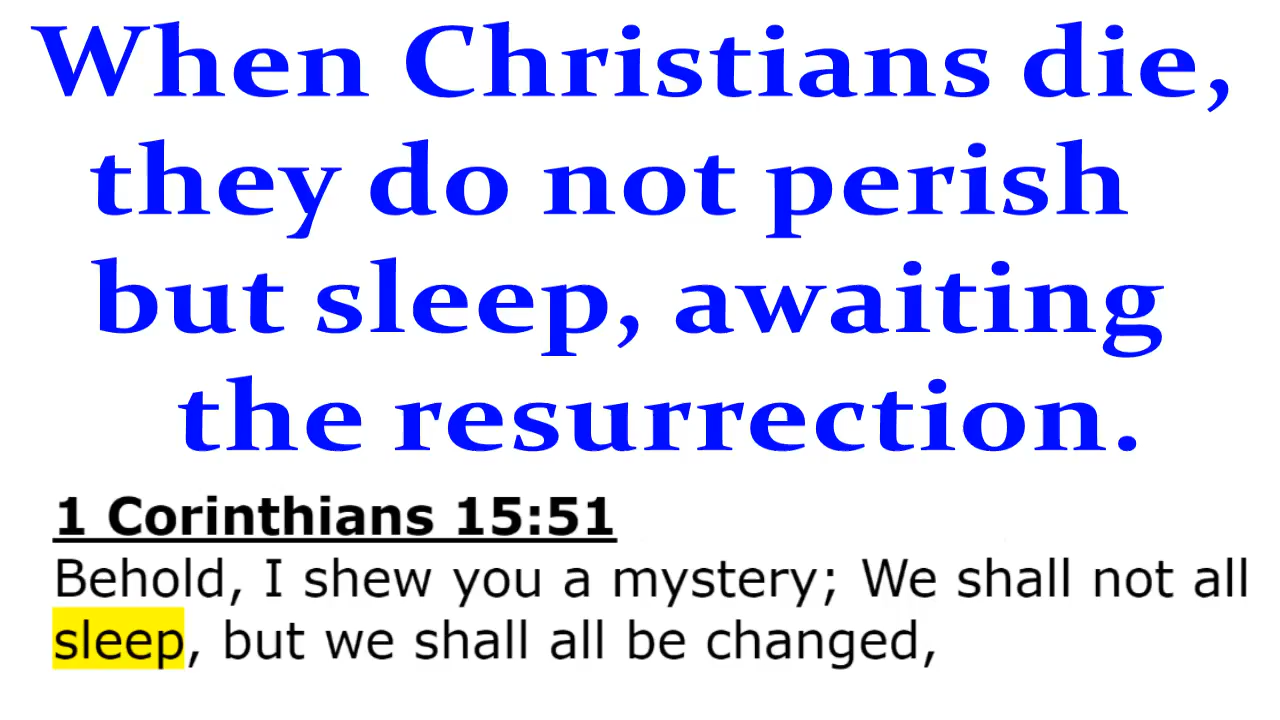 When Christians die,
they do not perish
but sleep, awaiting
the resurrection.
1 Corinthians 15:51
Behold, I shew you a mystery; We shall not all
sleep, but we shall all be changed,